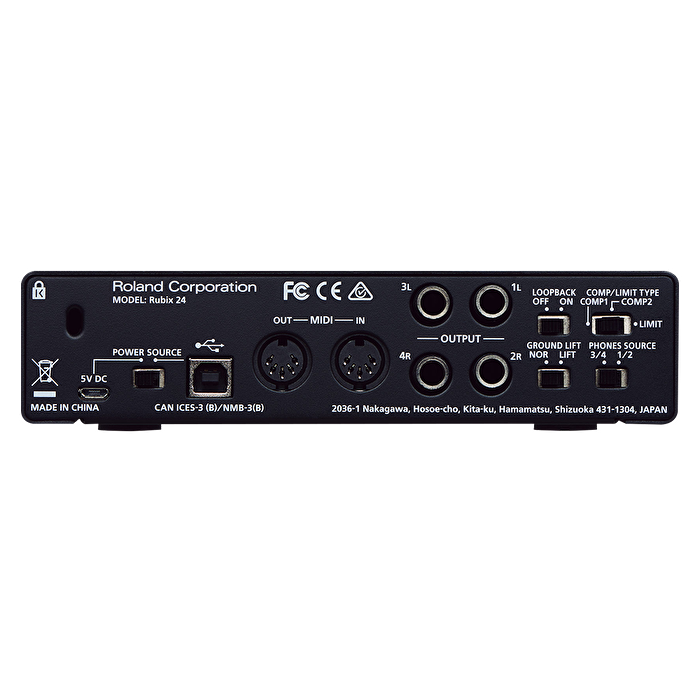 K
Roland Corporation
MODEL: Rubix 24
FC CE
3L
1L
LOOPBACK
OFF ON
COMP/LIMIT TYPE
COMP1
COMP2
LIMIT
OUT
MIDI
IN
OUTPUT
4R
2R
GROUND LIFT
NOR LIFT
PHONES SOURCE
3/4 1/2
POWER SOURCE
5V DC
MADE IN CHINA
CAN ICES-3 (B)/NMB-3(B)
2036-1 Nakagawa, Hosoe-cho, Kita-ku, Hamamatsu, Shizuoka 431-1304, JAPAN